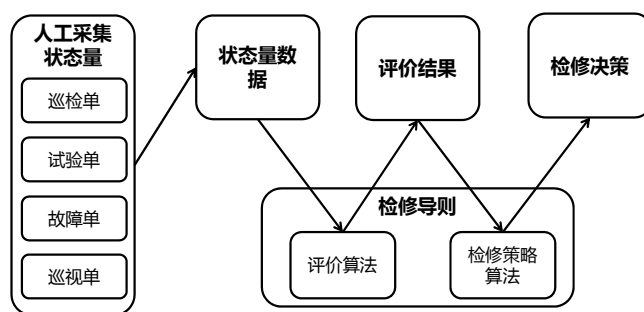 人工采集
状态量
巡检单
试验单
故障单
巡视单
状态量数
据
评价结果
检修决策
检修导则
评价算法
检修策略
算法